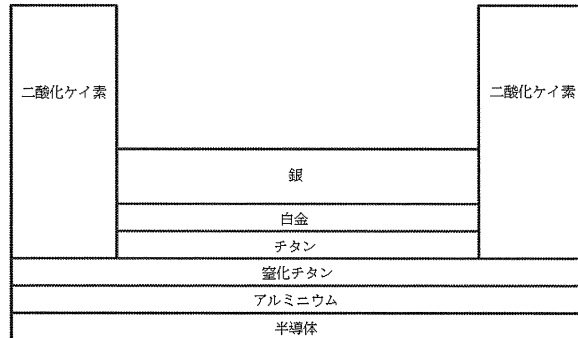 二酸化ケイ素
二酸化ケイ素
銀
白金
チタン
窒化チタン
アルミニウム
半導体